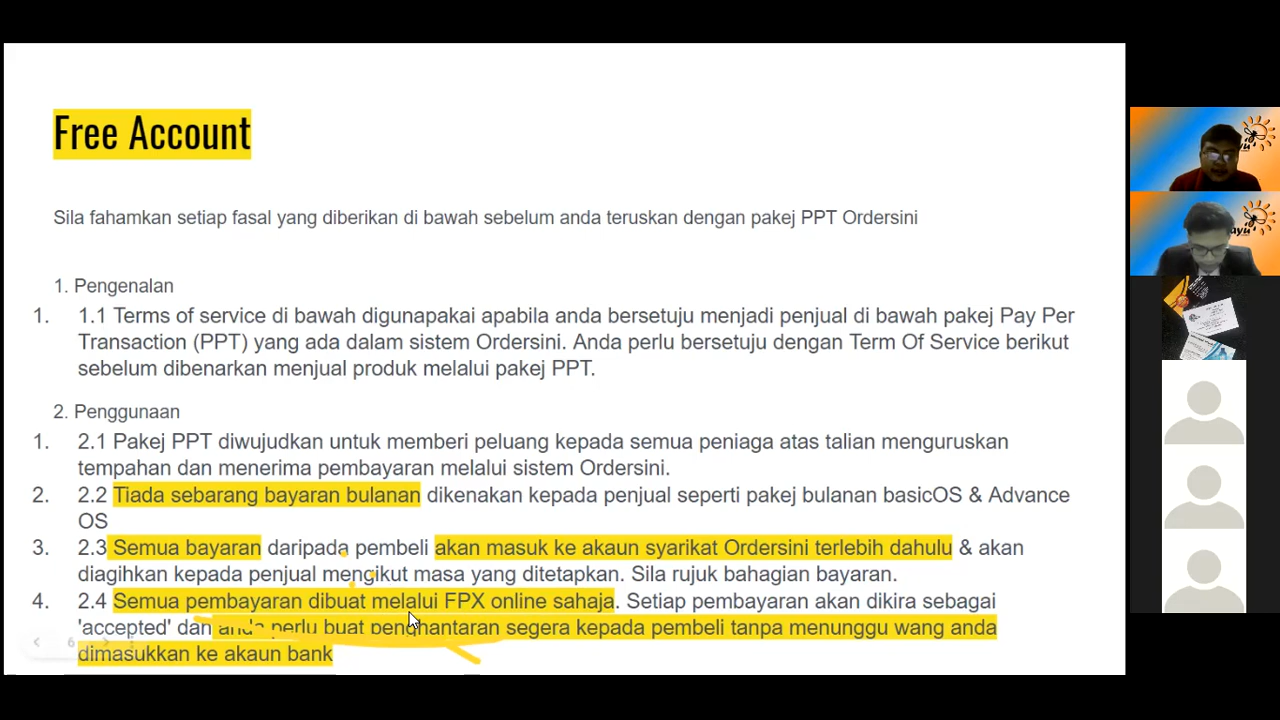 Free Account
Sila fahamkan setiap fasal yang diberikan di bawah sebelum anda teruskan dengan pakej PPT Ordersini
1. Pengenalan
1. 1.1 Terms of service di bawah digunapakai apabila anda bersetuju menjadi penjual di bawah pakej Pay Per
Transaction (PPT) yang ada dalam sistem Ordersini. Anda perlu bersetuju dengan Term Of Service berikut
sebelum dibenarkan menjual produk melalui pakej PPT.
2. Penggunaan
1. 2.1 Pakej PPT diwujudkan untuk memberi peluang kepada semua peniaga atas talian menguruskan
tempahan dan menerima pembayaran melalui sistem Ordersini.
2. 2.2 Tiada sebarang bayaran bulanan dikenakan kepada penjual seperti pakej bulanan basicOS & Advance
OS
3. 2.3 Semua bayaran daripada pembeli akan masuk ke akaun syarikat Ordersini terlebih dahulu & akan
diagihkan kepada penjual mengikut masa yang ditetapkan. Sila rujuk bahagian bayaran.
4. 2.4 Semua pembayaran dibuat melalui FPX online sahaja. Setiap pembayaran akan dikira sebagai
'accepted' dan anda perlu buat penghantaran segera kepada pembeli tanpa menunggu wang anda
dimasukkan ke akaun bank
6